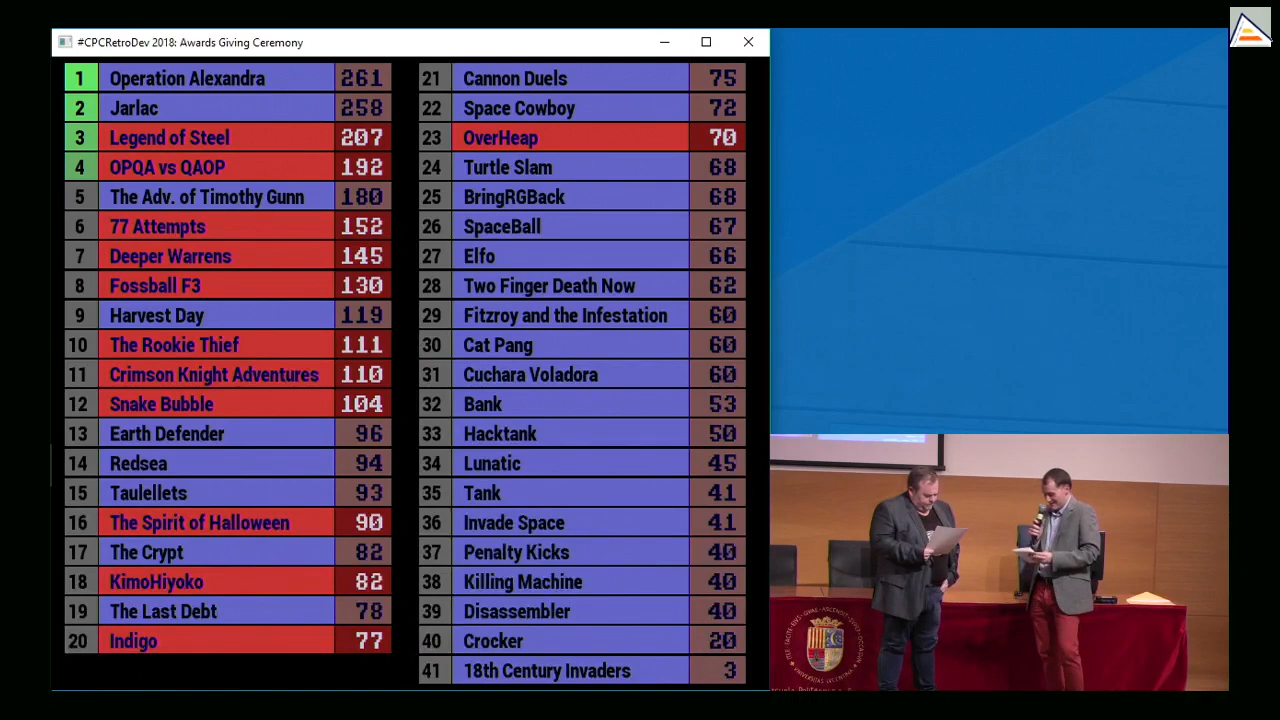 #CPCRetroDev 2018: Awards Giving Ceremony
1 Operation Alexandra 261
2 Jarlac 258
3 Legend of Steel 207
4 OPQA vs QAOP 192
5 The Adv. of Timothy Gunn 180
6 77 Attempts 152
7 Deeper Warrens 145
8 Fossball F3 130
9 Harvest Day 119
10 The Rookie Thief 111
11 Crimson Knight Adventures 110
12 Snake Bubble 104
13 Earth Defender 96
14 Redsea 94
15 Taulellets 93
16 The Spirit of Halloween 90
17 The Crypt 82
18 KimoHiyoko 82
19 The Last Debt 78
20 Indigo 77
21 Cannon Duels 75
22 Space Cowboy 72
23 OverHeap 70
24 Turtle Slam 68
25 BringRGBack 68
26 SpaceBall 67
27 Elfo 66
28 Two Finger Death Now 62
29 Fitzroy and the Infestation 60
30 Cat Pang 60
31 Cuchara Voladora 60
32 Bank 53
33 Hacktank 50
34 Lunatic 45
35 Tank 41
36 Invade Space 41
37 Penalty Kicks 40
38 Killing Machine 40
39 Disassembler 40
40 Crocker 20
41 18th Century Invaders 3